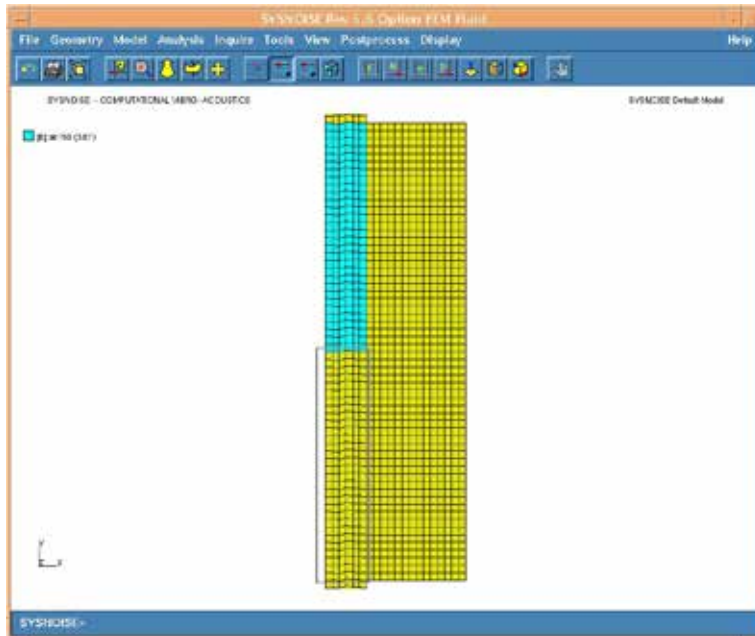 SYSNOISE Rev 5.5 Option FEM Fluid
File Geometry Model Analysis Inquire Tools View Postprocess Display Help
SYSNOISE - COMPUTATIONAL VIBRO-ACOUSTICS
SYSNOISE Default Model
Y
X
SYSNOISE>